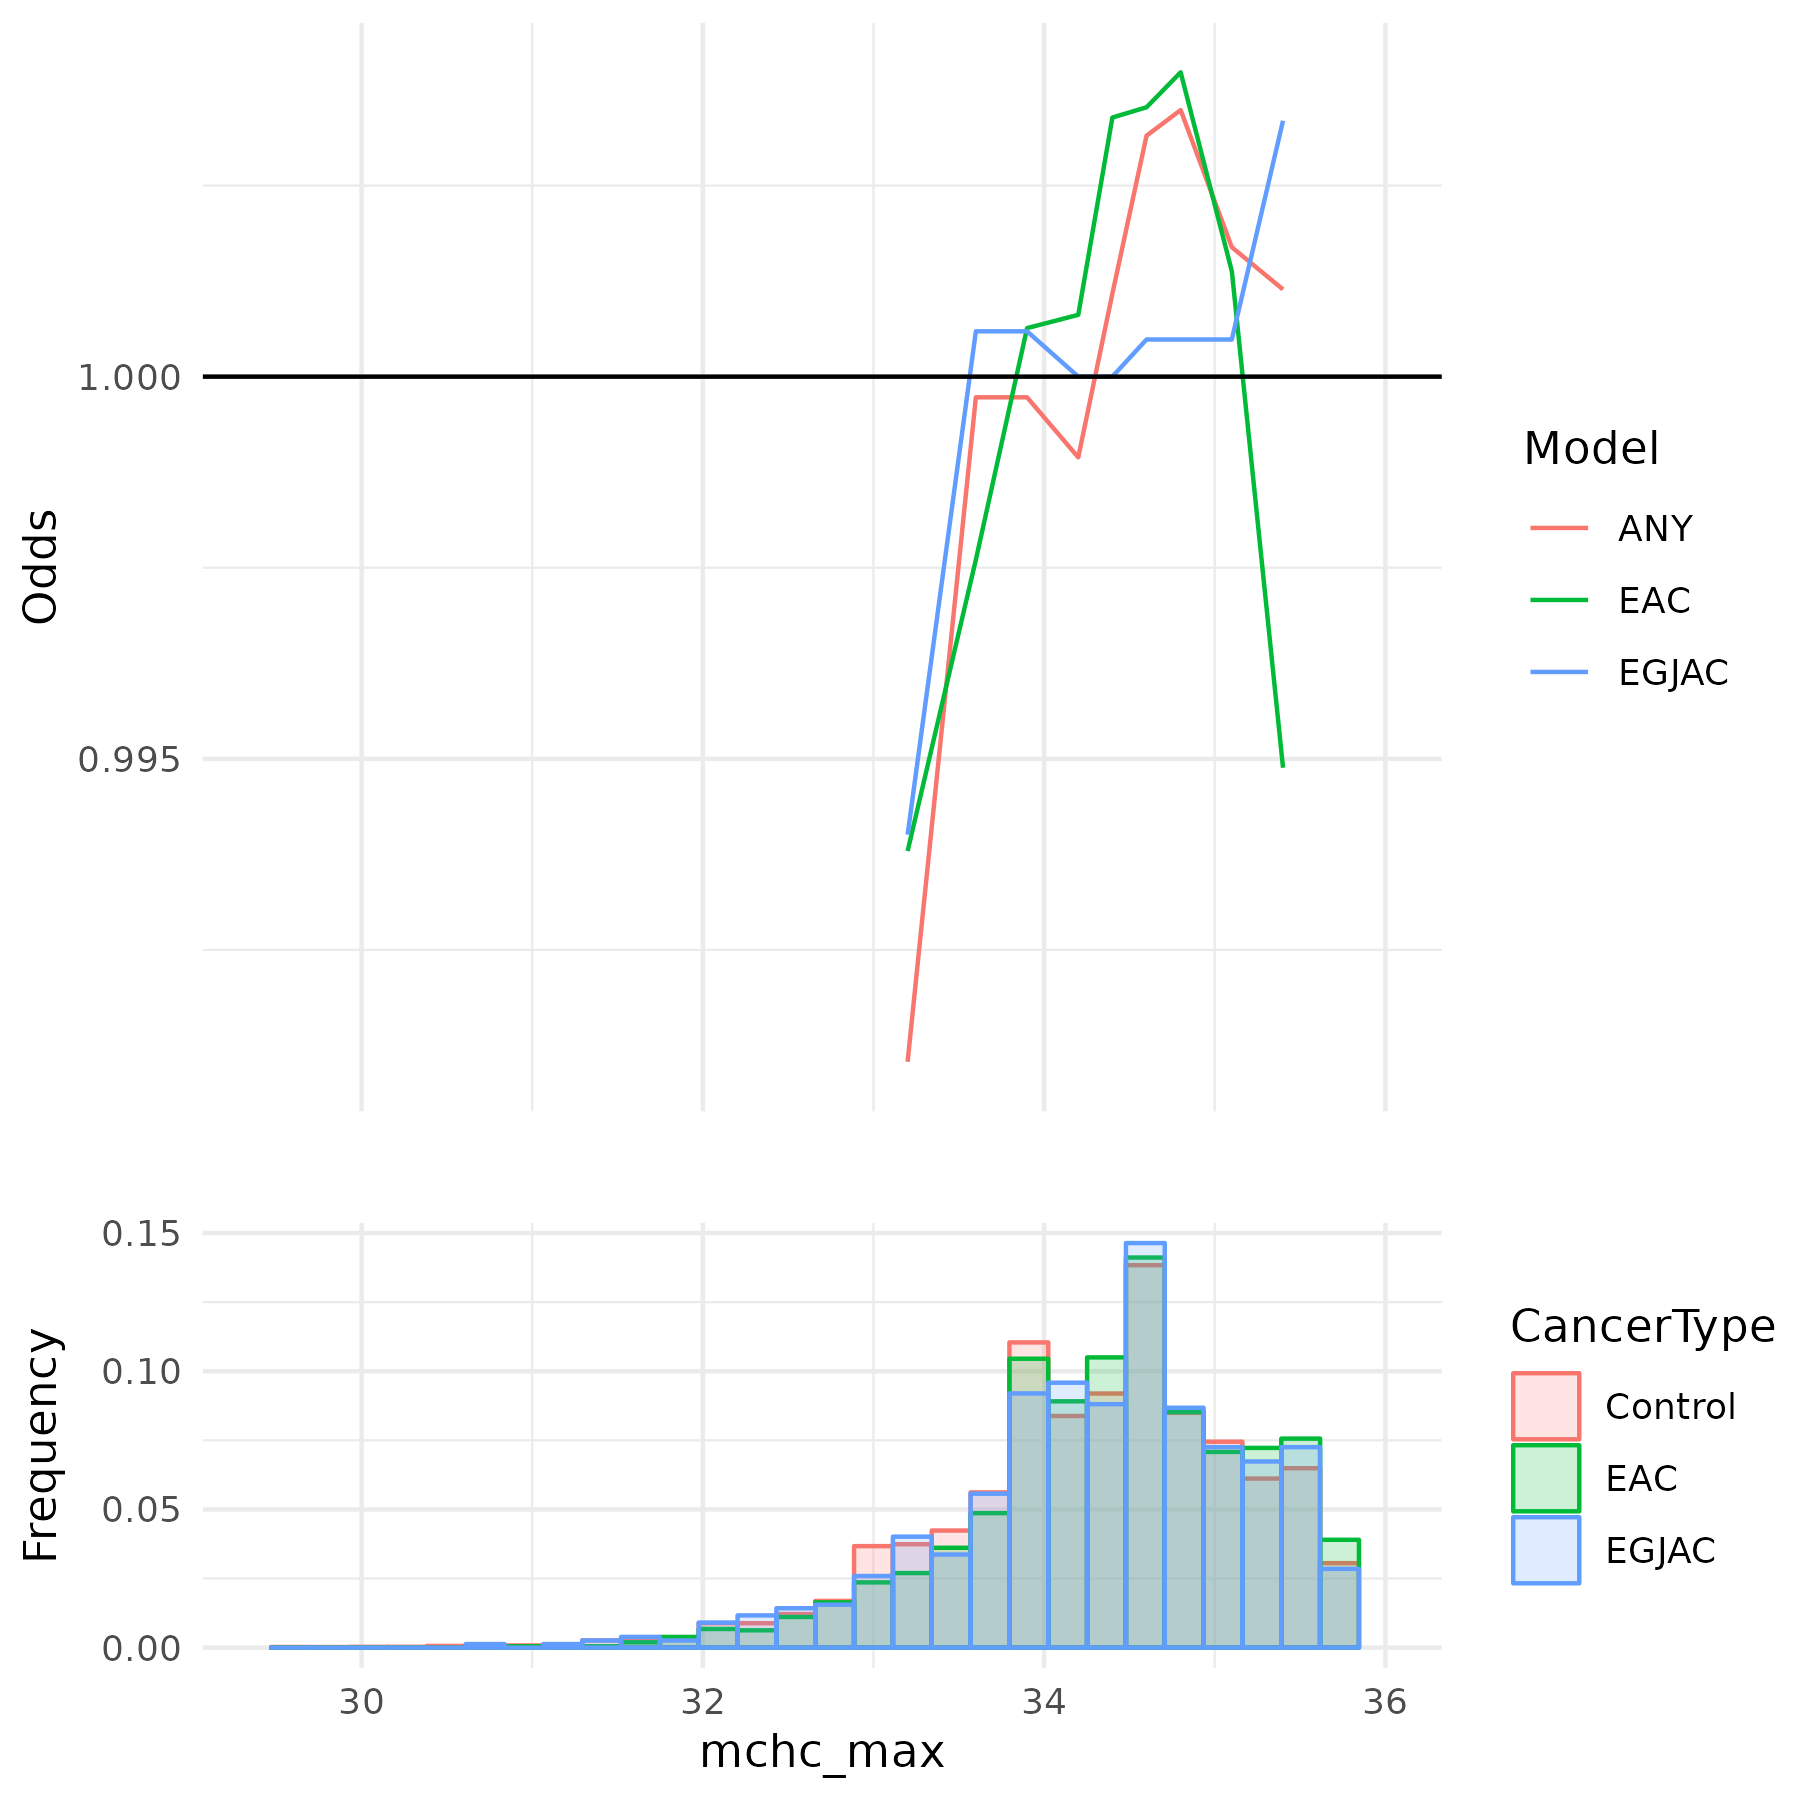 1.000
0.995
Odds
Model
ANY
EAC
EGJAC
0.15
0.10
0.05
0.00
Frequency
30 32 34 36
mchc_max
CancerType
Control
EAC
EGJAC